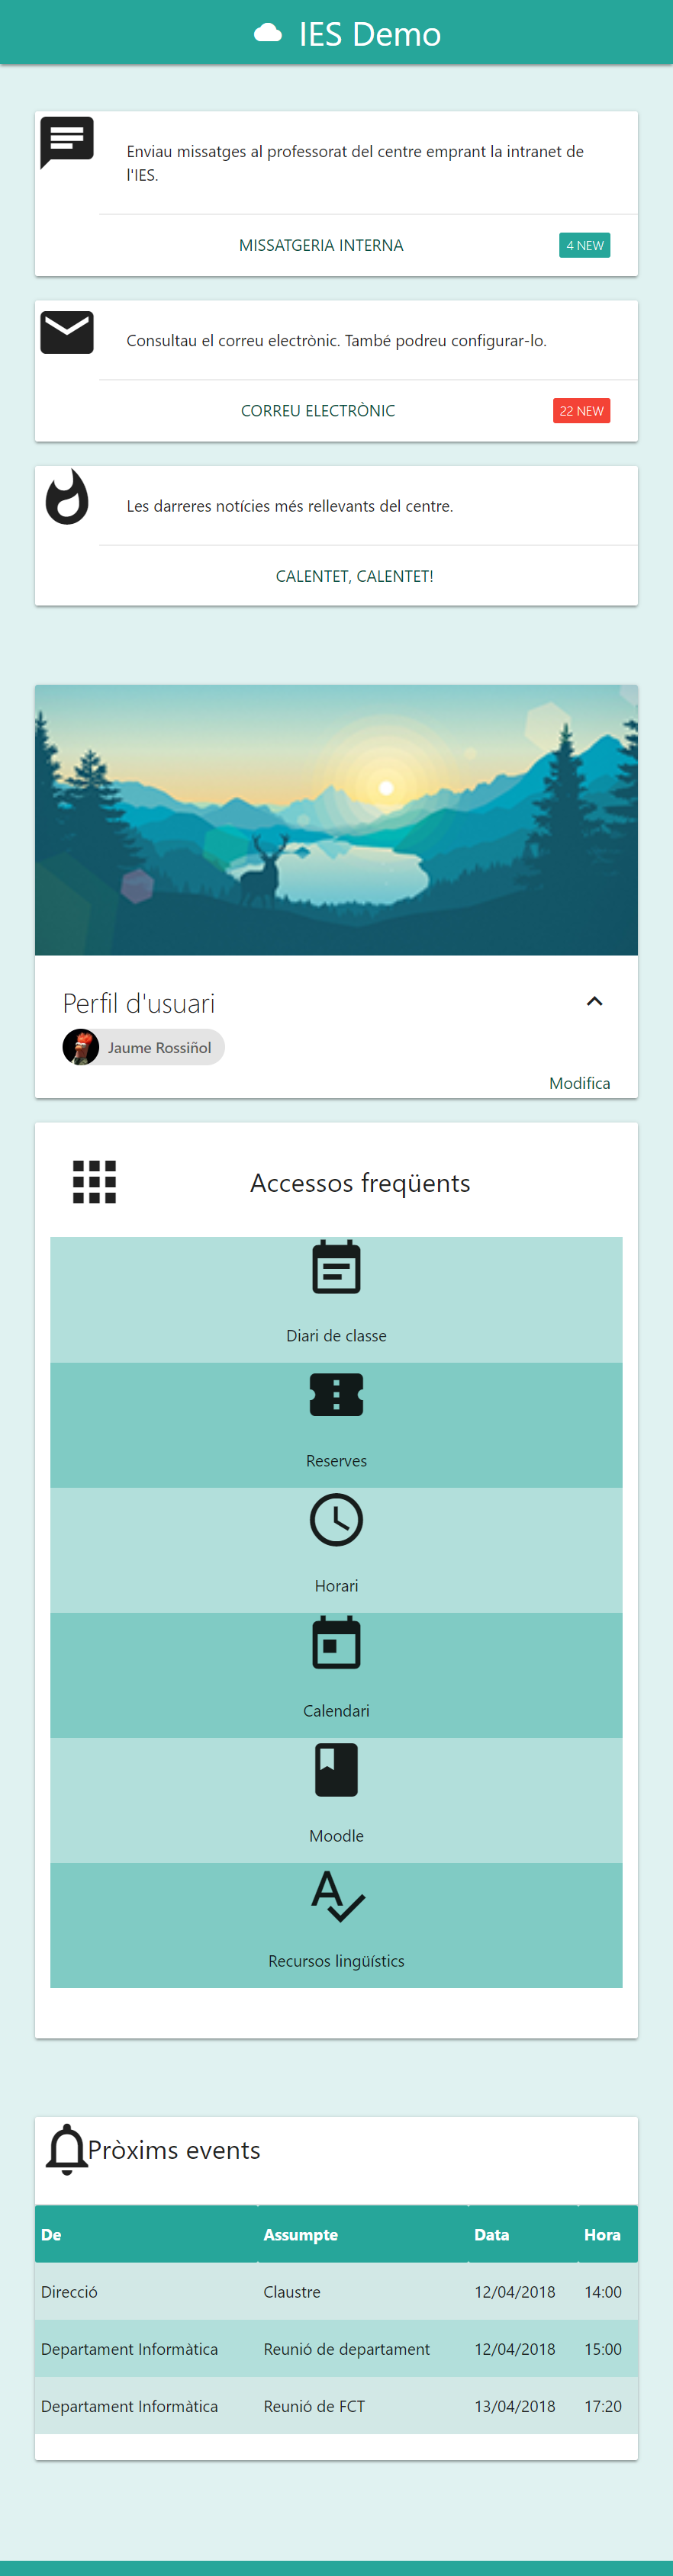 IES Demo
Enviau missatges al professorat del centre emprant la intranet de
l'IES.
MISSATGERIA INTERNA 4 NEW
Consultau el correu electrònic. També podreu configurar-lo.
CORREU ELECTRÒNIC 22 NEW
Les darreres notícies més rellevants del centre.
CALENTET, CALENTET!
Perfil d'usuari
Jaume Rossiñol
Modifica
Accessos freqüents
Diari de classe
Reserves
Horari
Calendari
Moodle
Recursos lingüístics
Pròxims events
De Assumpte Data Hora
Direcció Claustre 12/04/2018 14:00
Departament Informàtica Reunió de departament 12/04/2018 15:00
Departament Informàtica Reunió de FCT 13/04/2018 17:20